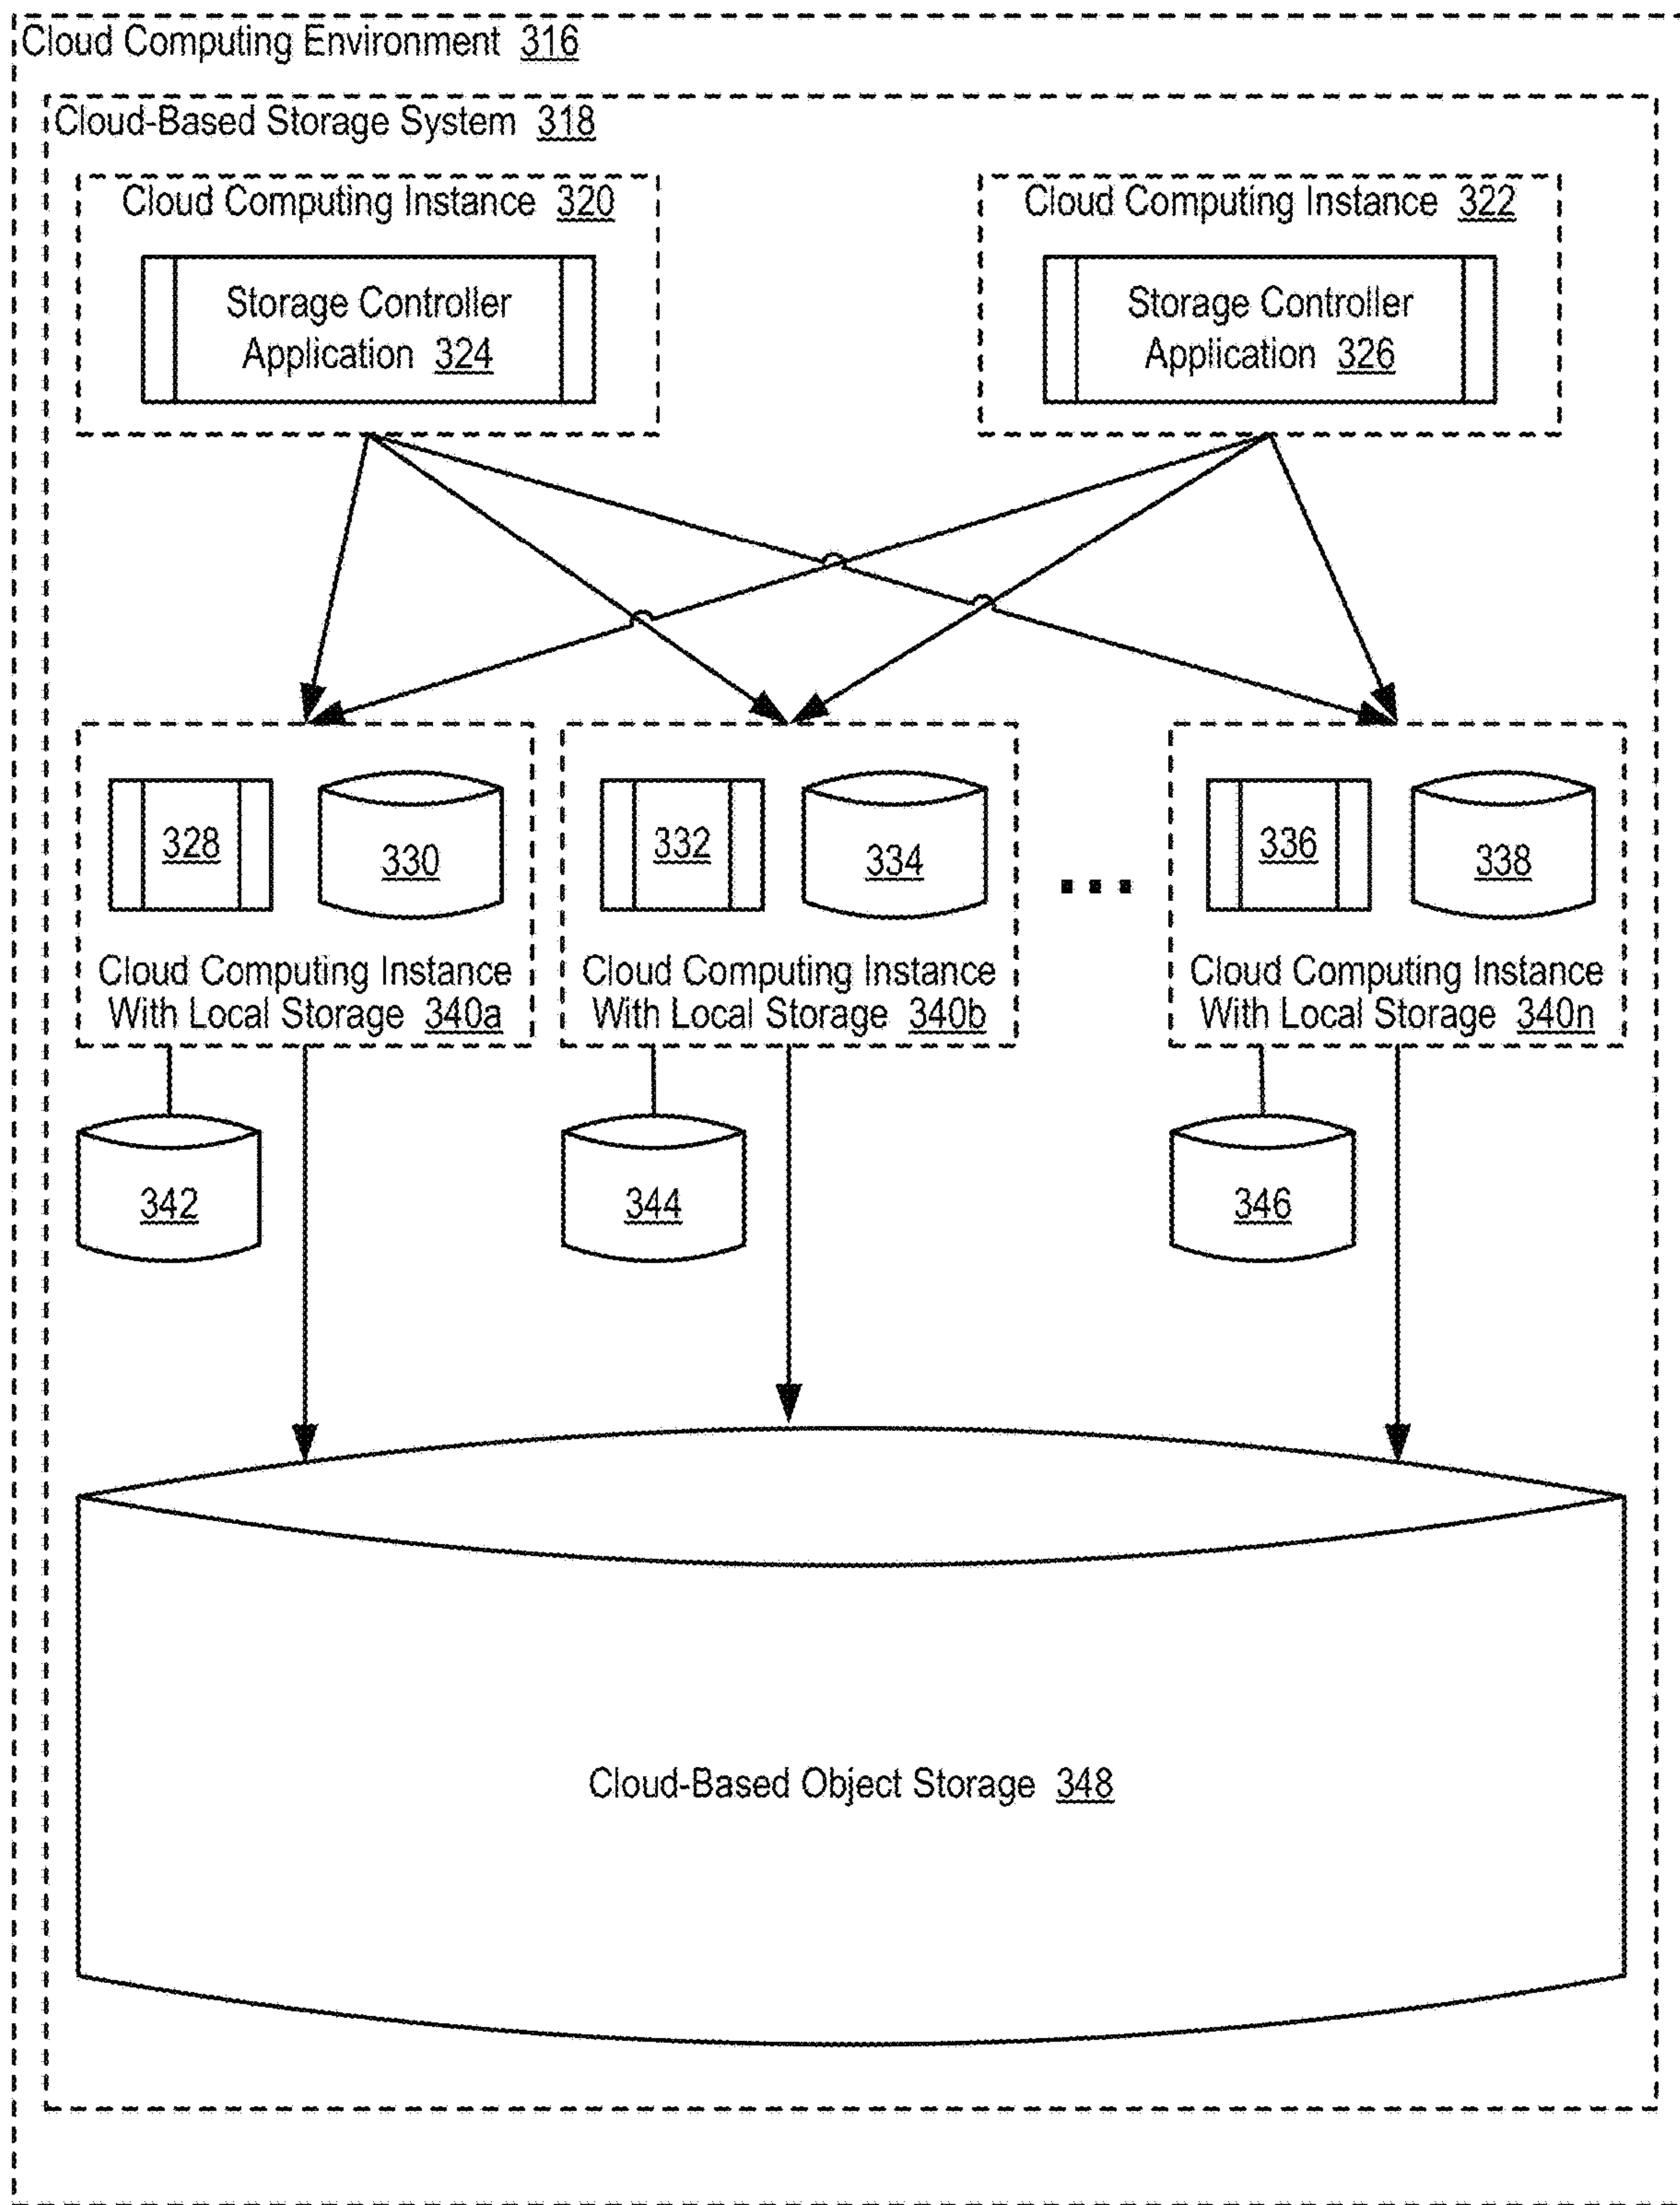 Cloud Computing Environment 316
Cloud-Based Storage System 318
Cloud Computing Instance 320
Storage Controller
Application 324
Cloud Computing Instance 322
Storage Controller
Application 326
328
330
Cloud Computing Instance
With Local Storage 340a
332
334
Cloud Computing Instance
With Local Storage 340b
...
336
338
Cloud Computing Instance
With Local Storage 340n
342
344
346
Cloud-Based Object Storage 348